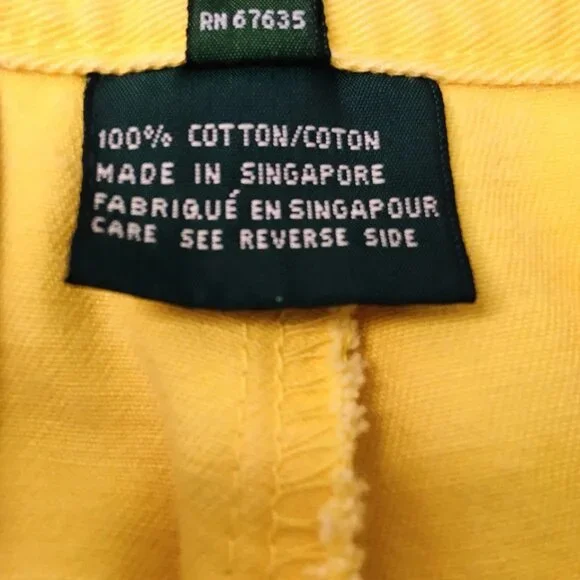 RN 67635
100% COTTON/COTON
MADE IN SINGAPORE
FABRIQUÉ EN SINGAPOUR
CARE SEE REVERSE SIDE